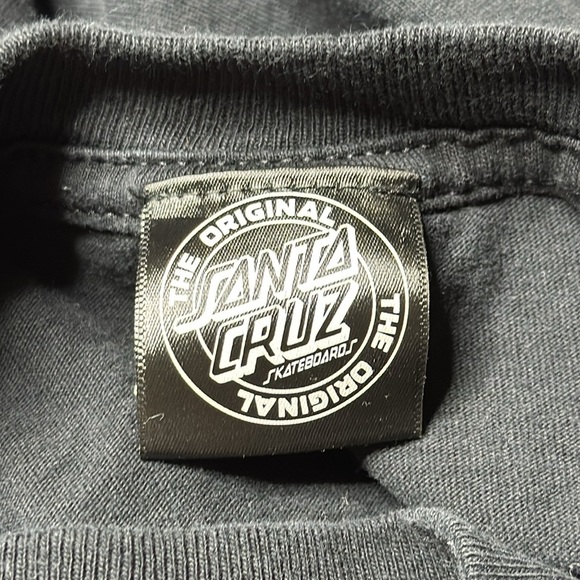 THE ORIGINAL
SANTA
CRUZ
SKATEBOARDS
THE ORIGINAL